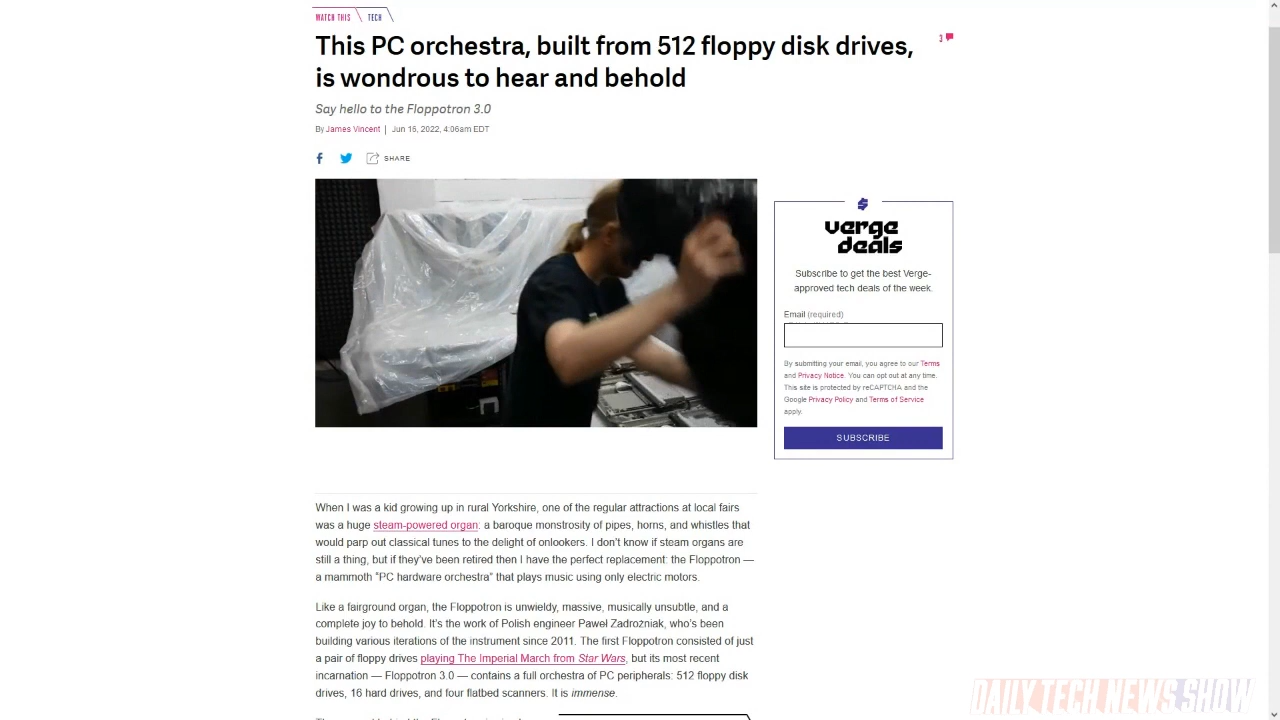 WATCH THIS TECH
This PC orchestra, built from 512 floppy disk drives,
is wondrous to hear and behold
3
Say hello to the Floppotron 3.0
By James Vincent | Jun 16, 2022, 4:06am EDT
SHARE
verge
deals
Subscribe to get the best Verge-
approved tech deals of the week.
Email (required)
By submitting your email, you agree to our Terms
and Privacy Notice. You can opt out at any time.
This site is protected by reCAPTCHA and the
Google Privacy Policy and Terms of Service
apply.
SUBSCRIBE
When I was a kid growing up in rural Yorkshire, one of the regular attractions at local fairs
was a huge steam-powered organ: a baroque monstrosity of pipes, horns, and whistles that
would parp out classical tunes to the delight of onlookers. I don't know if steam organs are
still a thing, but if they've been retired then I have the perfect replacement: the Floppotron —
a mammoth "PC hardware orchestra" that plays music using only electric motors.
Like a fairground organ, the Floppotron is unwieldy, massive, musically unsubtle, and a
complete joy to behold. It's the work of Polish engineer Paweł Zadrożniak, who's been
building various iterations of the instrument since 2011. The first Floppotron consisted of just
a pair of floppy drives playing The Imperial March from Star Wars, but its most recent
incarnation — Floppotron 3.0 — contains a full orchestra of PC peripherals: 512 floppy disk
drives, 16 hard drives, and four flatbed scanners. It is immense.
DAILY TECH NEWS SHOW